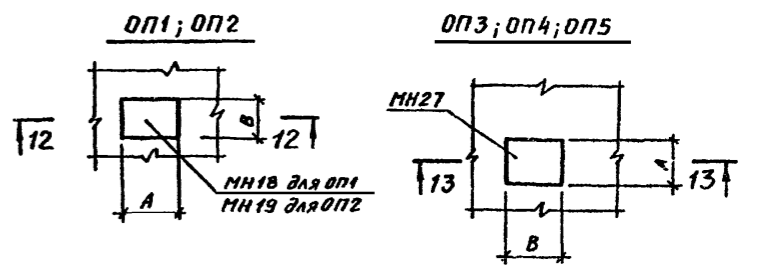 ОП1; ОП2
ОП3; ОП4; ОП5
МН27
В
12
12
А
13
13
МН18 для ОП1
МН19 для ОП2
А
В